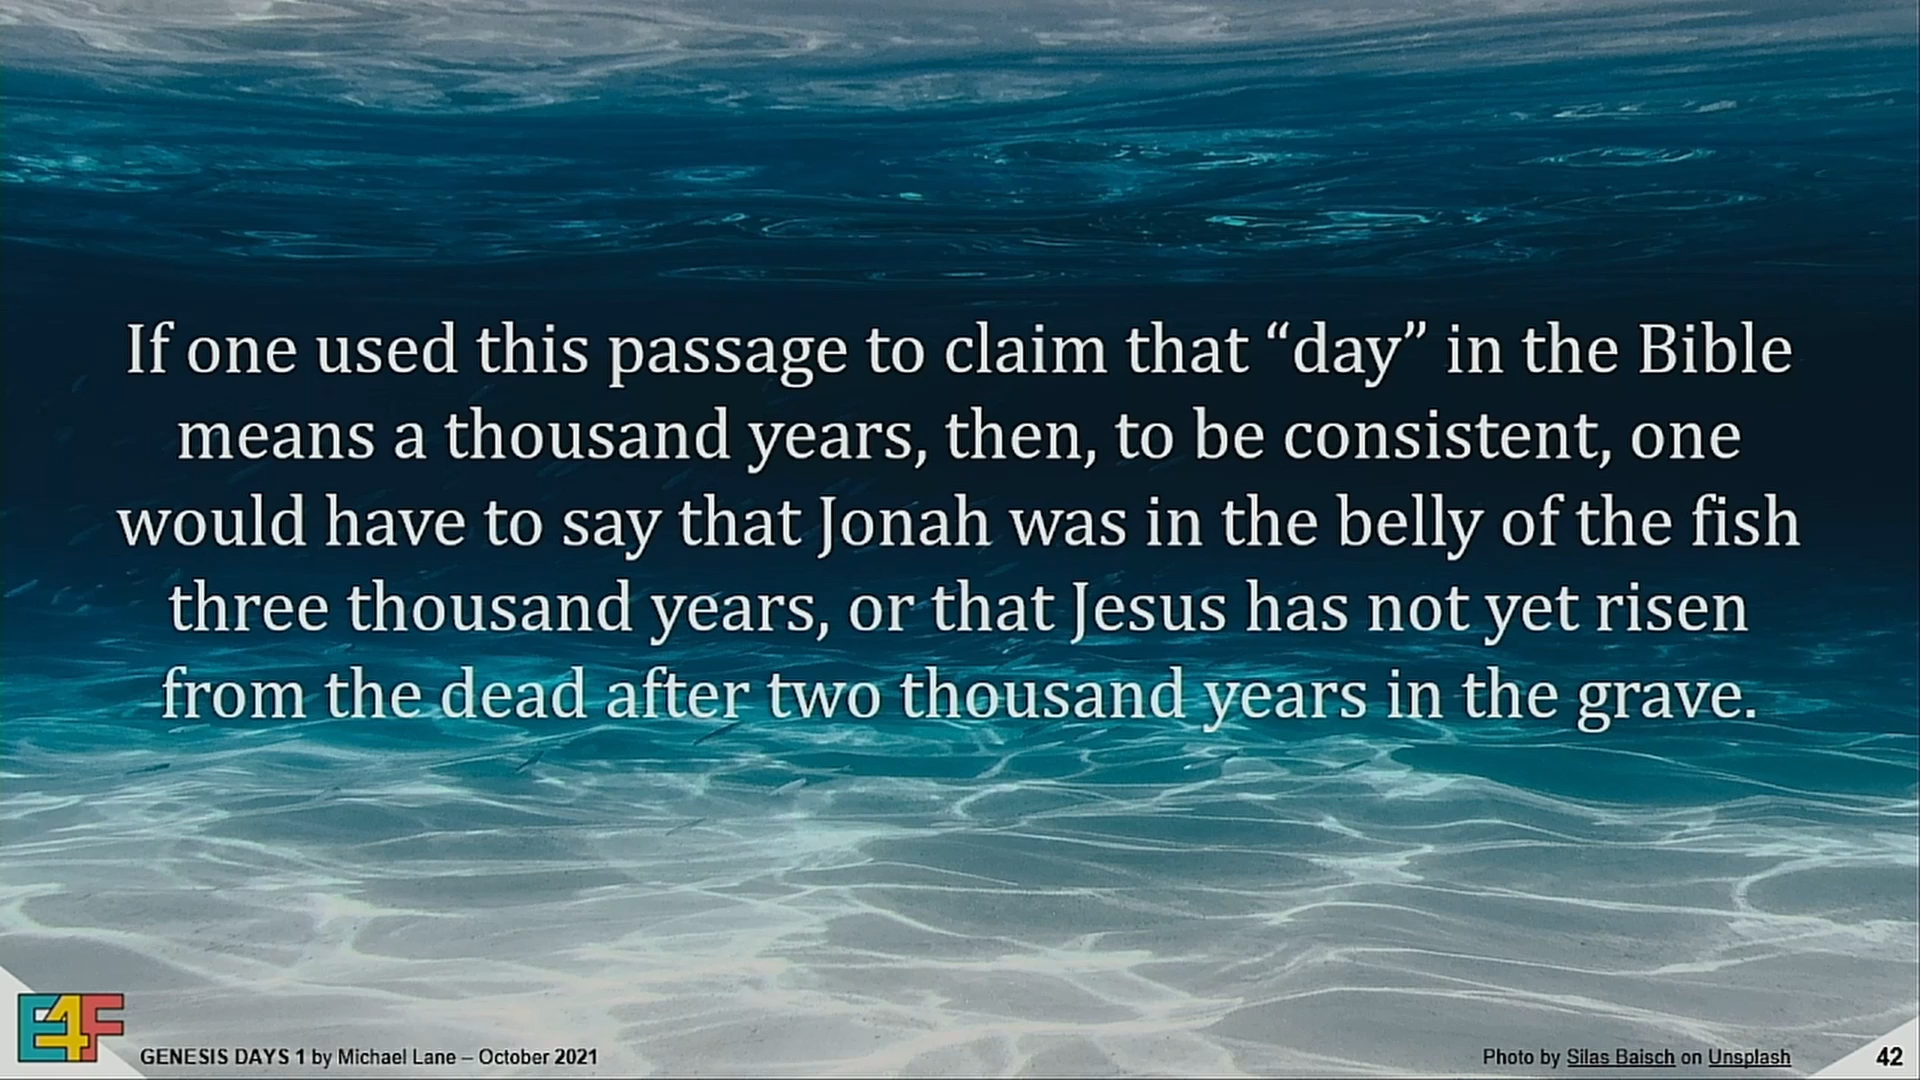 If one used this passage to claim that “day” in the Bible
means a thousand years, then, to be consistent, one
would have to say that Jonah was in the belly of the fish
three thousand years, or that Jesus has not yet risen
from the dead after two thousand years in the grave.
E4F
GENESIS DAYS 1 by Michael Lane – October 2021
Photo by Silas Baisch on Unsplash
42